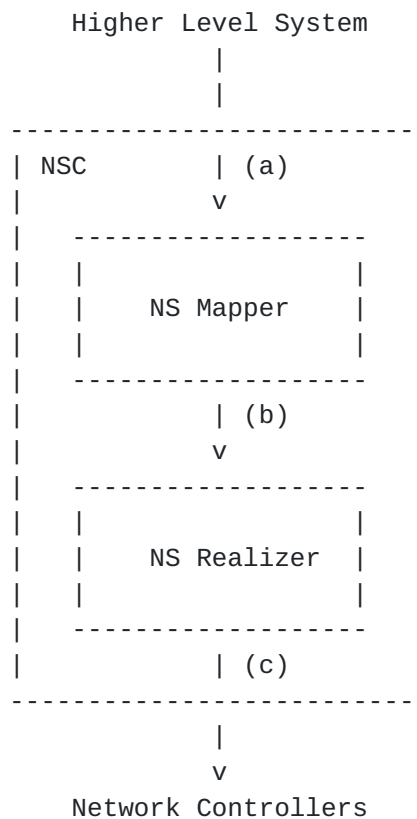 Higher Level System
NSC (a)
v
NS Mapper
(b)
v
NS Realizer
(c)
v
Network Controllers